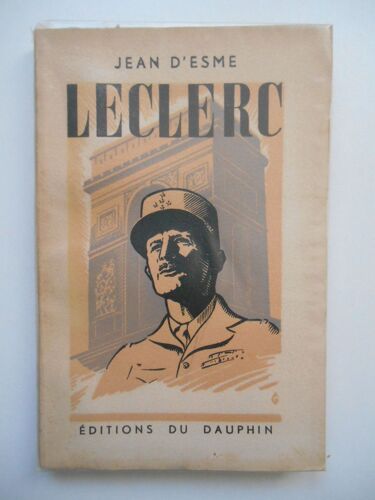 JEAN D'ESME
LECLERC
ÉDITIONS DU DAUPHIN